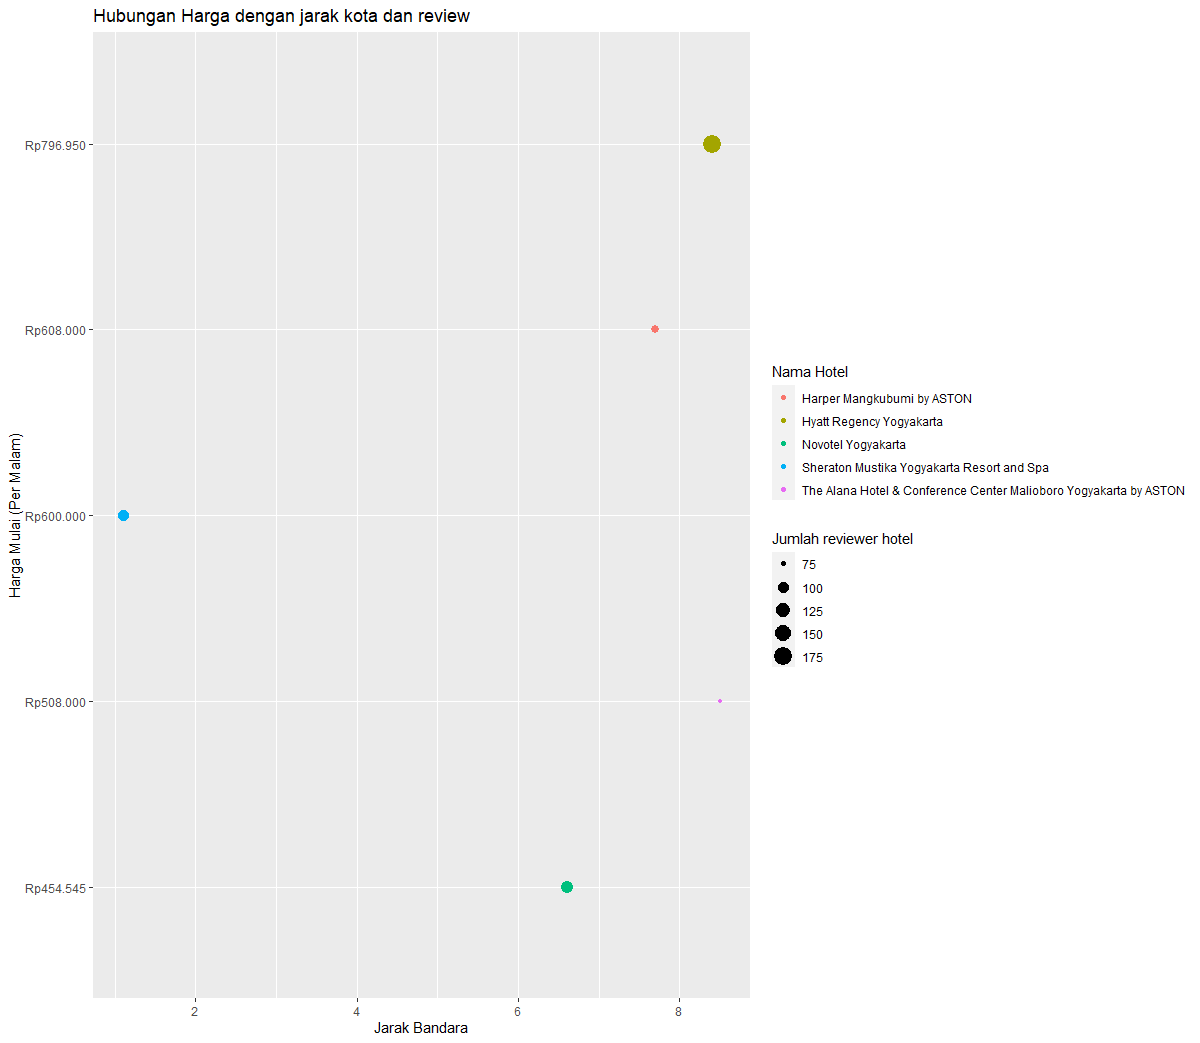 Hubungan Harga dengan jarak kota dan review
Harga Mulai (Per Malam)
Rp796.950
Rp608.000
Rp600.000
Rp508.000
Rp454.545
2
4
6
8
Jarak Bandara
Nama Hotel
Harper Mangkubumi by ASTON
Hyatt Regency Yogyakarta
Novotel Yogyakarta
Sheraton Mustika Yogyakarta Resort and Spa
The Alana Hotel & Conference Center Malioboro Yogyakarta by ASTON
Jumlah reviewer hotel
75
100
125
150
175